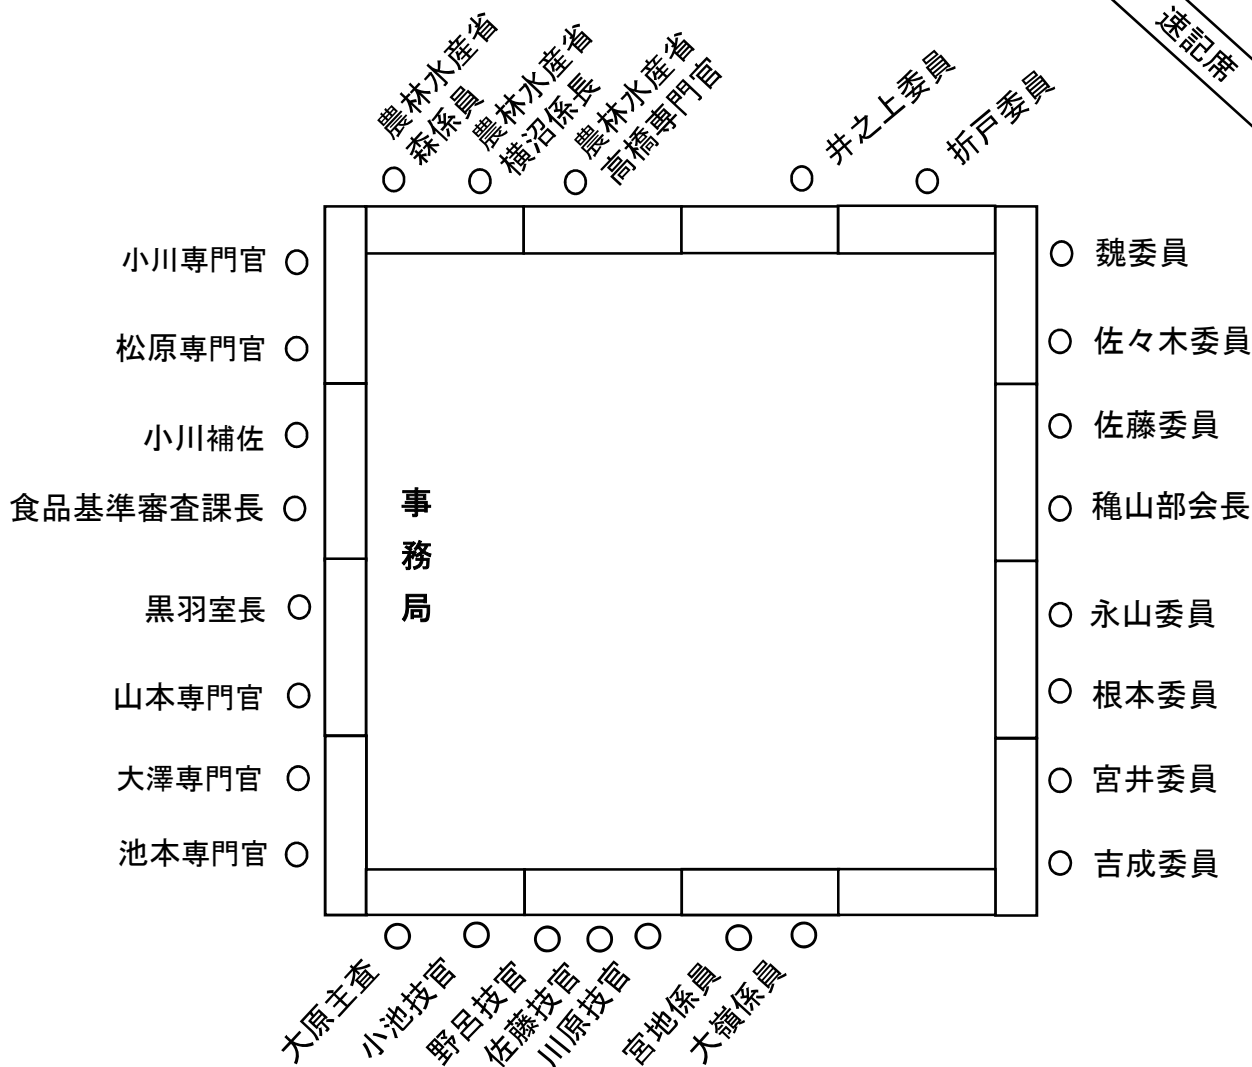 速記席
農林水産省
森係員
農林水産省
横沼係長
農林水産省
高橋専門官
井之上委員
折戸委員
小川専門官
松原専門官
小川補佐
食品基準審査課長
黒羽室長
山本専門官
大澤専門官
池本専門官
事
務
局
魏委員
佐々木委員
佐藤委員
穐山部会長
永山委員
根本委員
宮井委員
吉成委員
大原主査
小池技官
野呂技官
佐藤技官
川原技官
宮地係員
大嶺係員